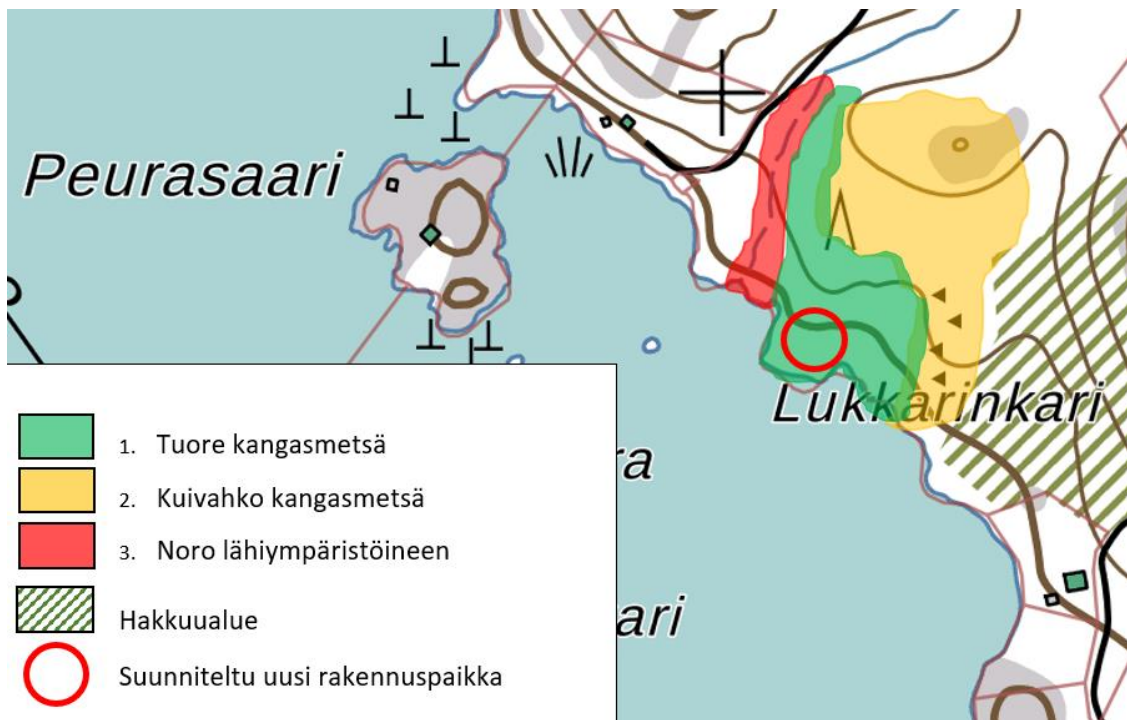 Peurasaari
Lukkarinkari
1. Tuore kangasmetsä
2. Kuivahko kangasmetsä
3. Noro lähiympäristöineen
Hakkuualue
Suunniteltu uusi rakennuspaikka
ra
ari